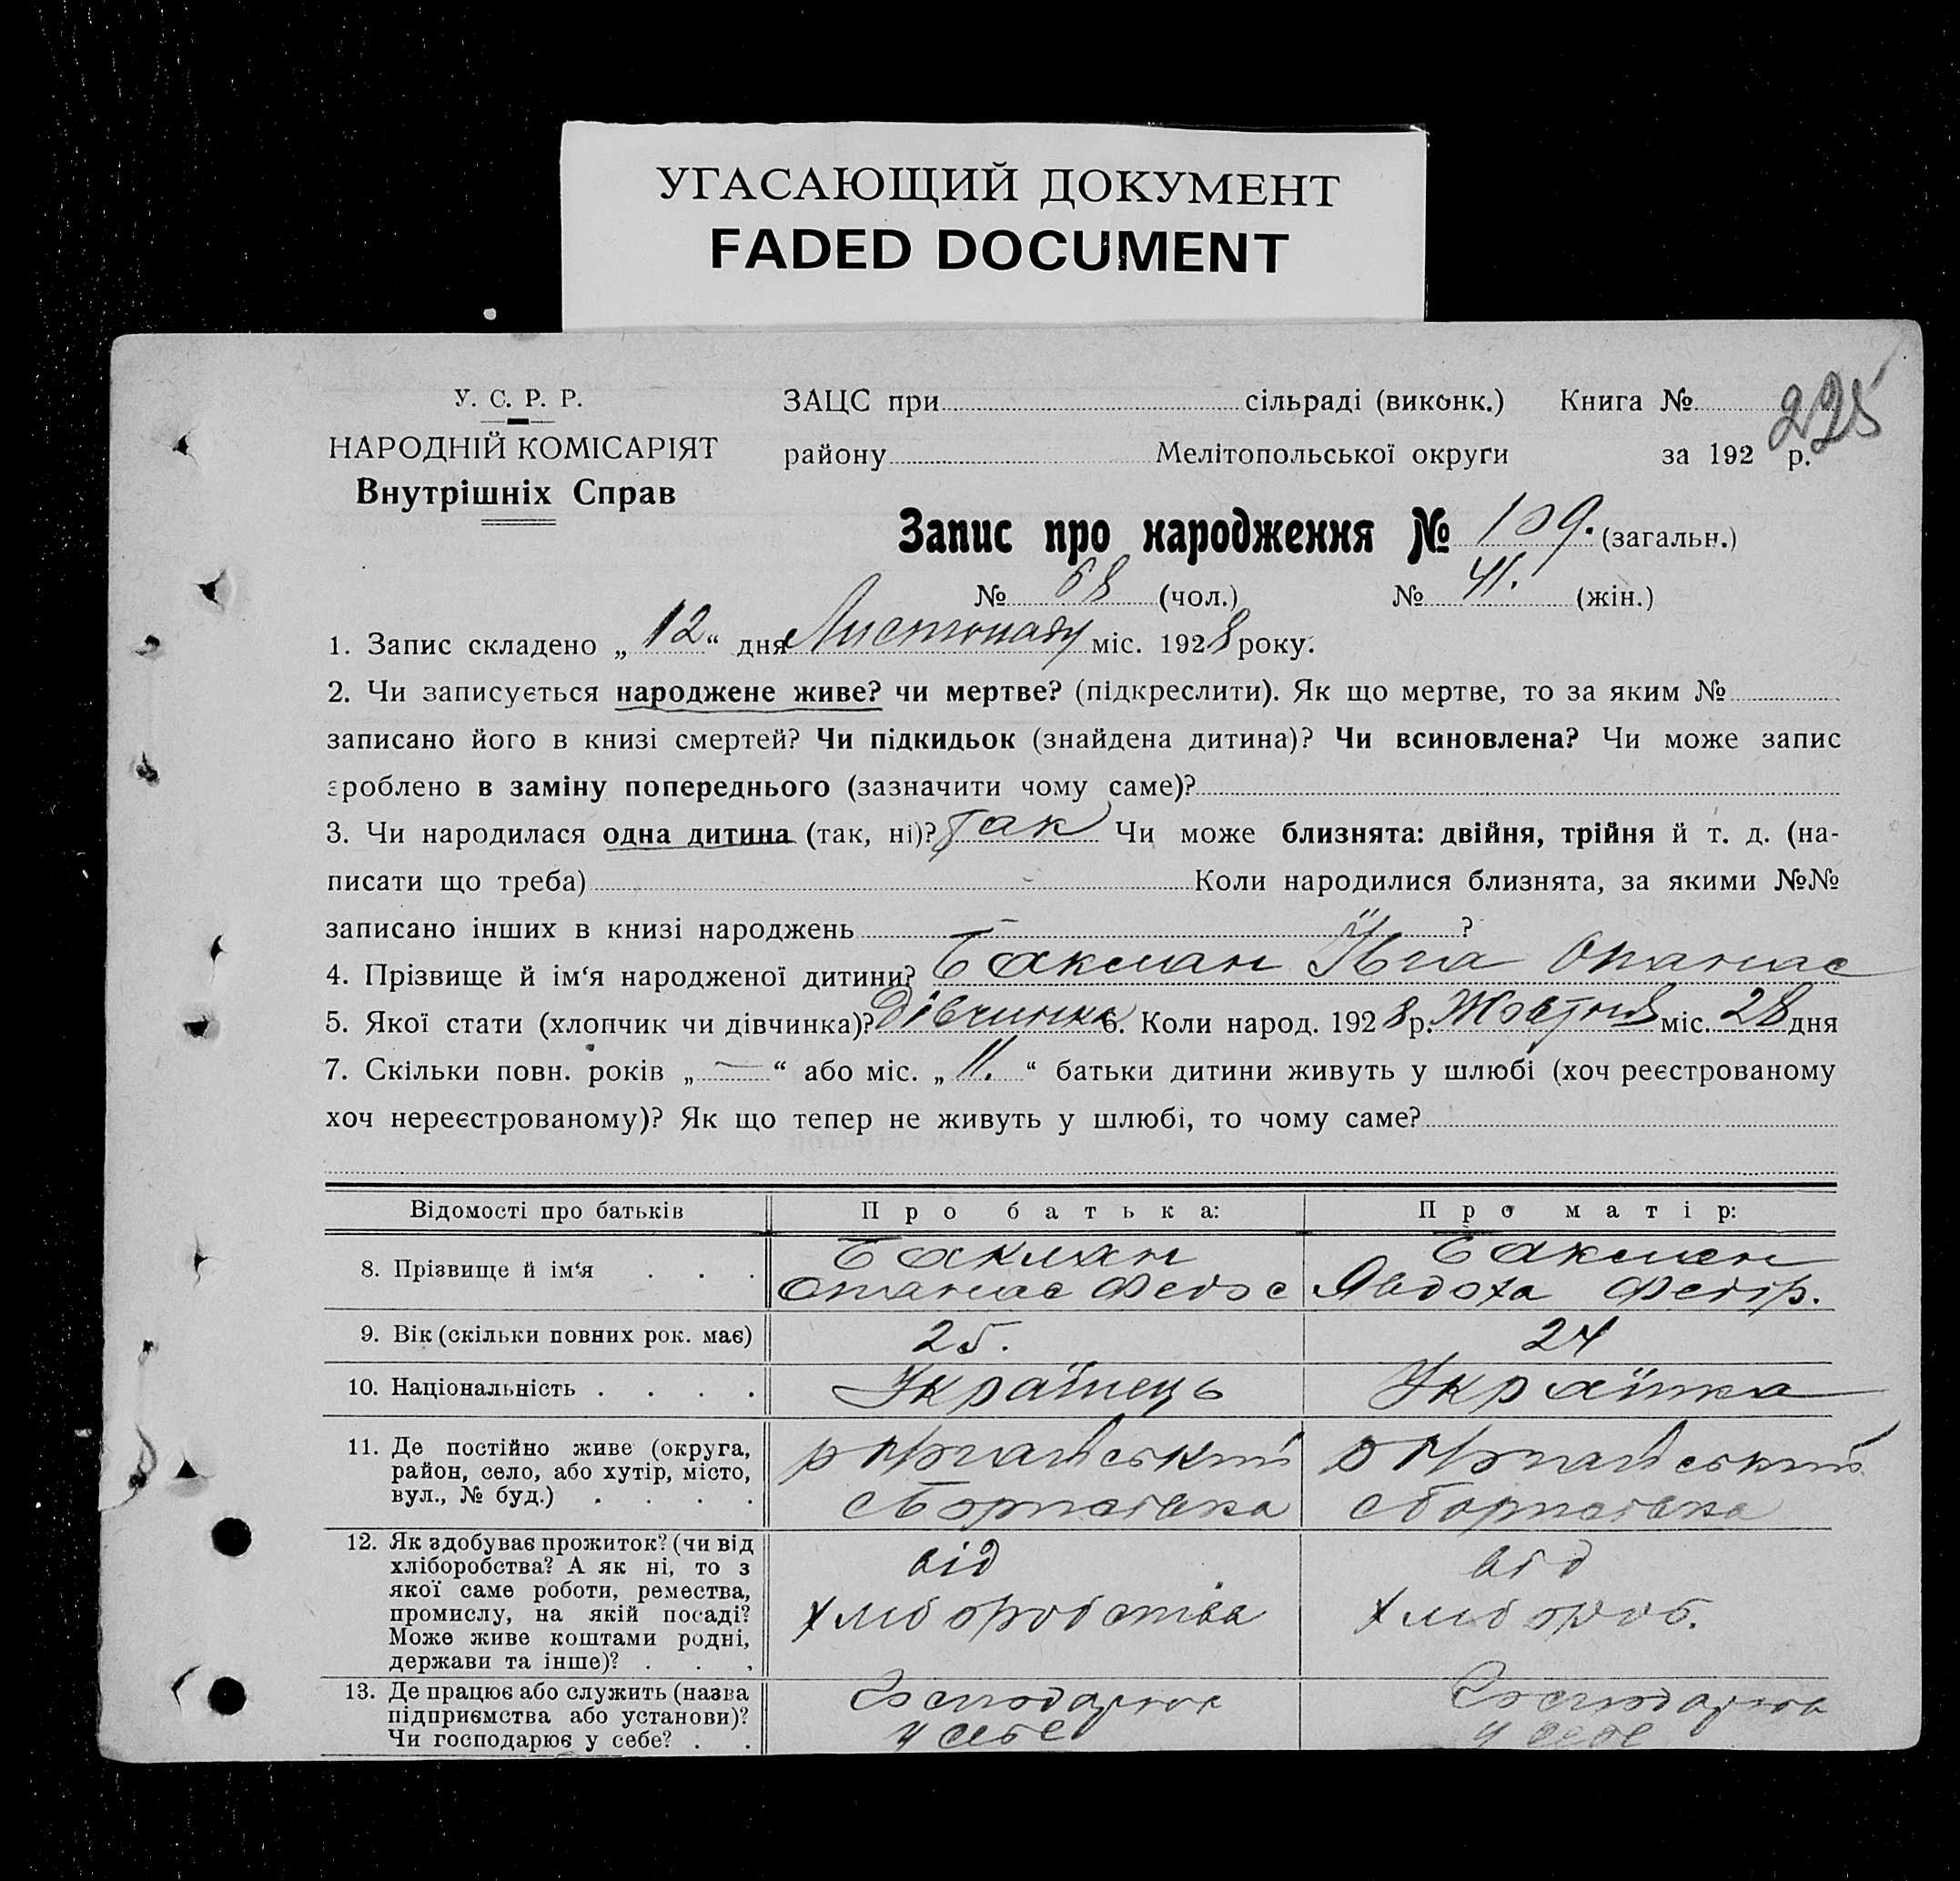 УГАСАЮЩИЙ ДОКУМЕНТ
FADED DOCUMENT
У. С. Р. Р.
НАРОДНІЙ КОМІСАРІЯТ
Внутрішніх Справ
ЗАЦС при сільраді (виконк.) Книга №
225
району Мелітопольської округи за 192 р.
Запис про народження № 109. (загальн.)
№ 68 (чол.) № 41. (жін.)
1. Запис складено „12“ дня Листопаду міс. 1928 року.
2. Чи записується народжене живе? чи мертве? (підкреслити). Як що мертве, то за яким №
записано його в книзі смертей? Чи підкидьок (знайдена дитина)? Чи всиновлена? Чи може запис
зроблено в заміну попереднього (зазначити чому саме)?
3. Чи народилася одна дитина (так, ні)? Так Чи може близнята: двійня, трійня й т. д. (на-
писати що треба) Коли народилися близнята, за якими №№
записано інших в книзі народжень ?
4. Прізвище й ім‘я народженої дитини? Баклан Ївга Опанас
5. Якої стати (хлопчик чи дівчинка)? Дівчинка 6. Коли народ. 1928 р. Жовтня міс. 28 дня
7. Скільки повн. років „—“ або міс. „11.“ батьки дитини живуть у шлюбі (хоч реєстрованому
хоч нереєстрованому)? Як що тепер не живуть у шлюбі, то чому саме?
Відомості про батьків Про батька: Про матір:
8. Прізвище й ім‘я . . . Баклан Баклан
Опанас Федос Явдоха Федір.
9. Вік (скільки повних рок. має) 25. 24
10. Національність . . . . Українець Українка
11. Де постійно живе (округа,
район, село, або хутір, місто,
вул., № буд.) . . . .
12. Як здобуває прожиток? (чи від
хліборобства? А як ні, то з
якої саме роботи, ремества,
промислу, на якій посаді?
Може живе коштами родні,
держави та інше)? . . .
від від
хліборобства хлібороб.
13. Де працює або служить (назва
підприємства або установи)?
Чи господарює у себе? . .
Господарює Господарює
у себе у себе